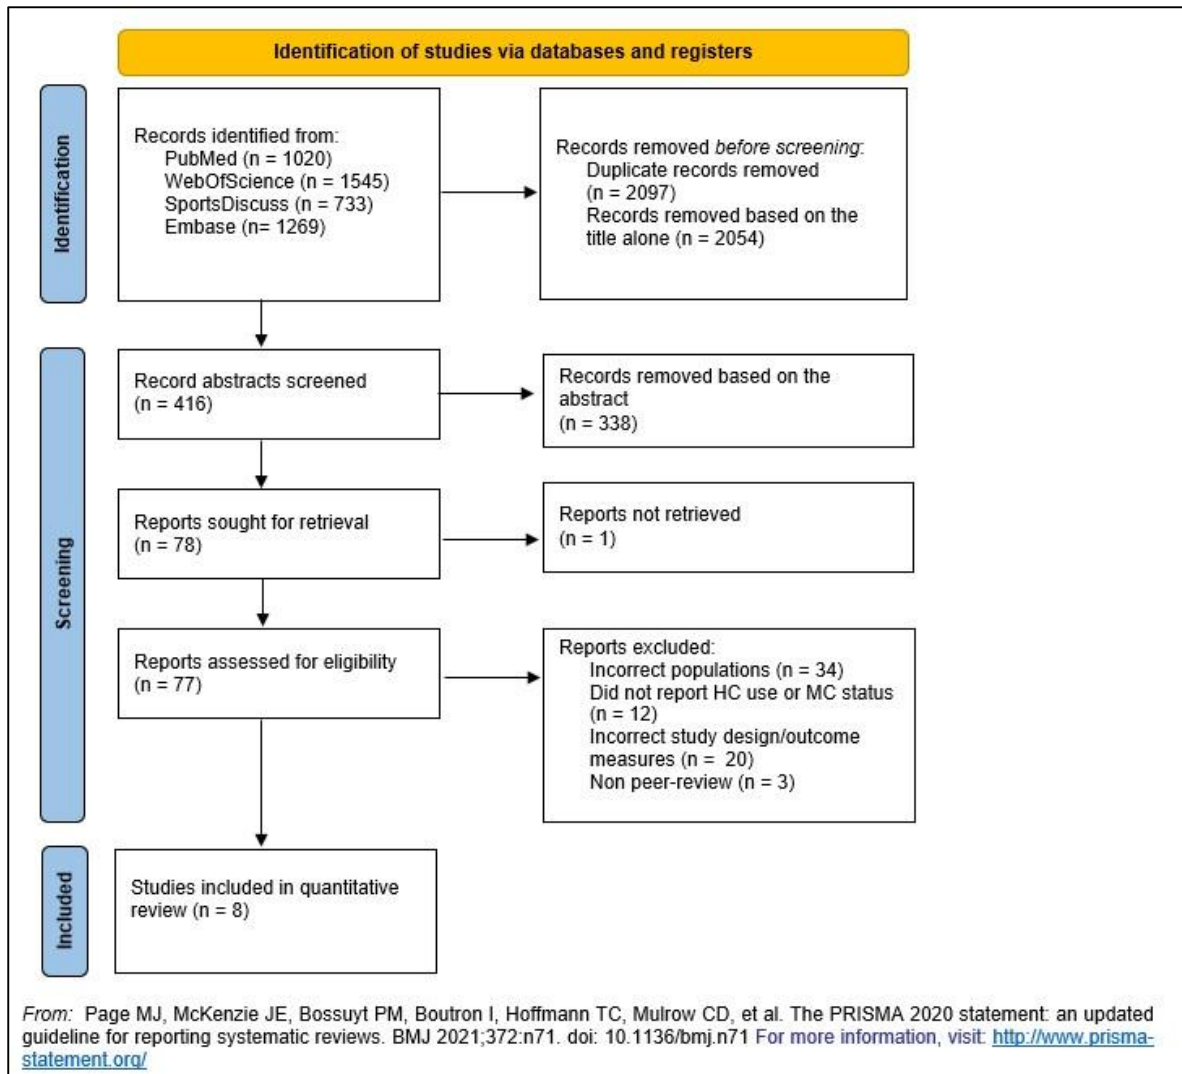 Identification of studies via databases and registers
Identification
Records identified from:
PubMed (n = 1020)
WebOfScience (n = 1545)
SportsDiscuss (n = 733)
Embase (n= 1269)
Records removed before screening:
Duplicate records removed
(n = 2097)
Records removed based on the
title alone (n = 2054)
Screening
Record abstracts screened
(n = 416)
Records removed based on the
abstract
(n = 338)
Reports sought for retrieval
(n = 78)
Reports not retrieved
(n = 1)
Reports assessed for eligibility
(n = 77)
Reports excluded:
Incorrect populations (n = 34)
Did not report HC use or MC status
(n = 12)
Incorrect study design/outcome
measures (n =  20)
Non peer-review (n = 3)
Included
Studies included in quantitative
review (n = 8)
From: Page MJ, McKenzie JE, Bossuyt PM, Boutron I, Hoffmann TC, Mulrow CD, et al. The PRISMA 2020 statement: an updated
guideline for reporting systematic reviews. BMJ 2021;372:n71. doi: 10.1136/bmj.n71 For more information, visit: http://www.prisma-
statement.org/